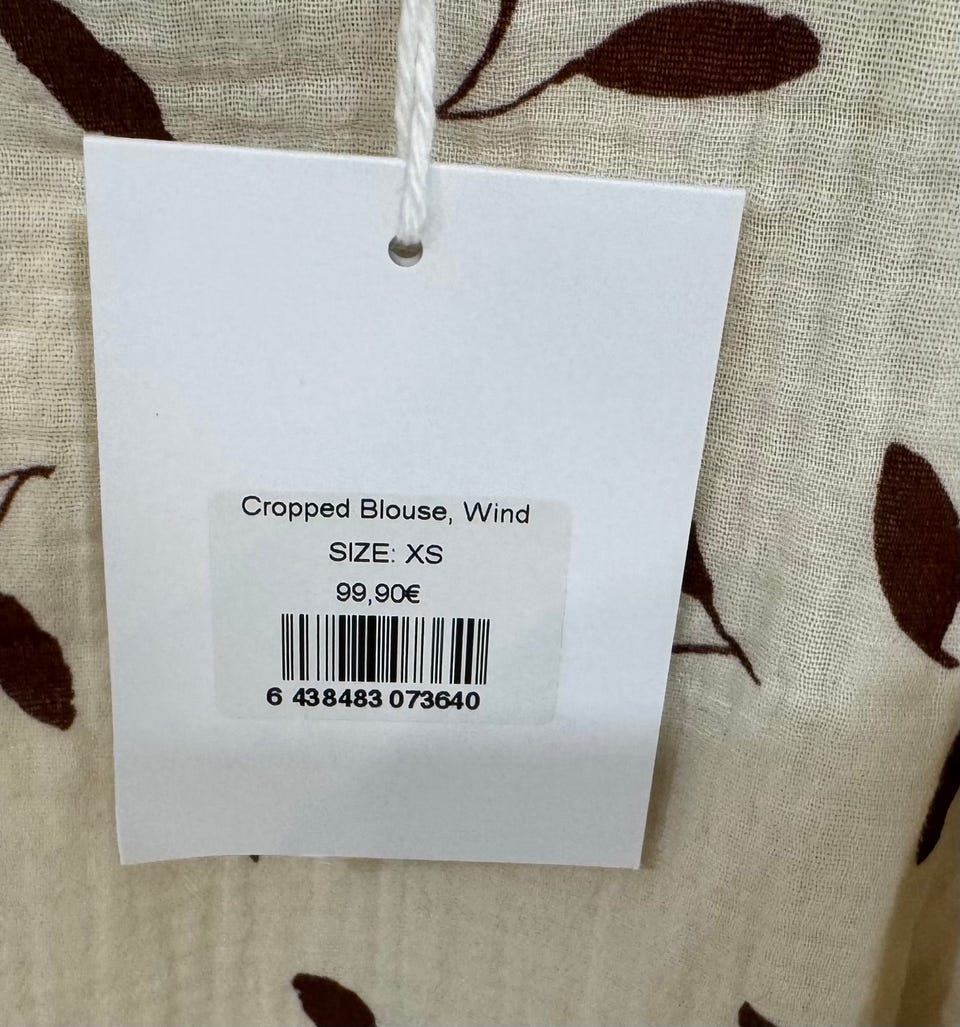 Cropped Blouse, Wind
SIZE: XS
99,90€
6 438483 073640